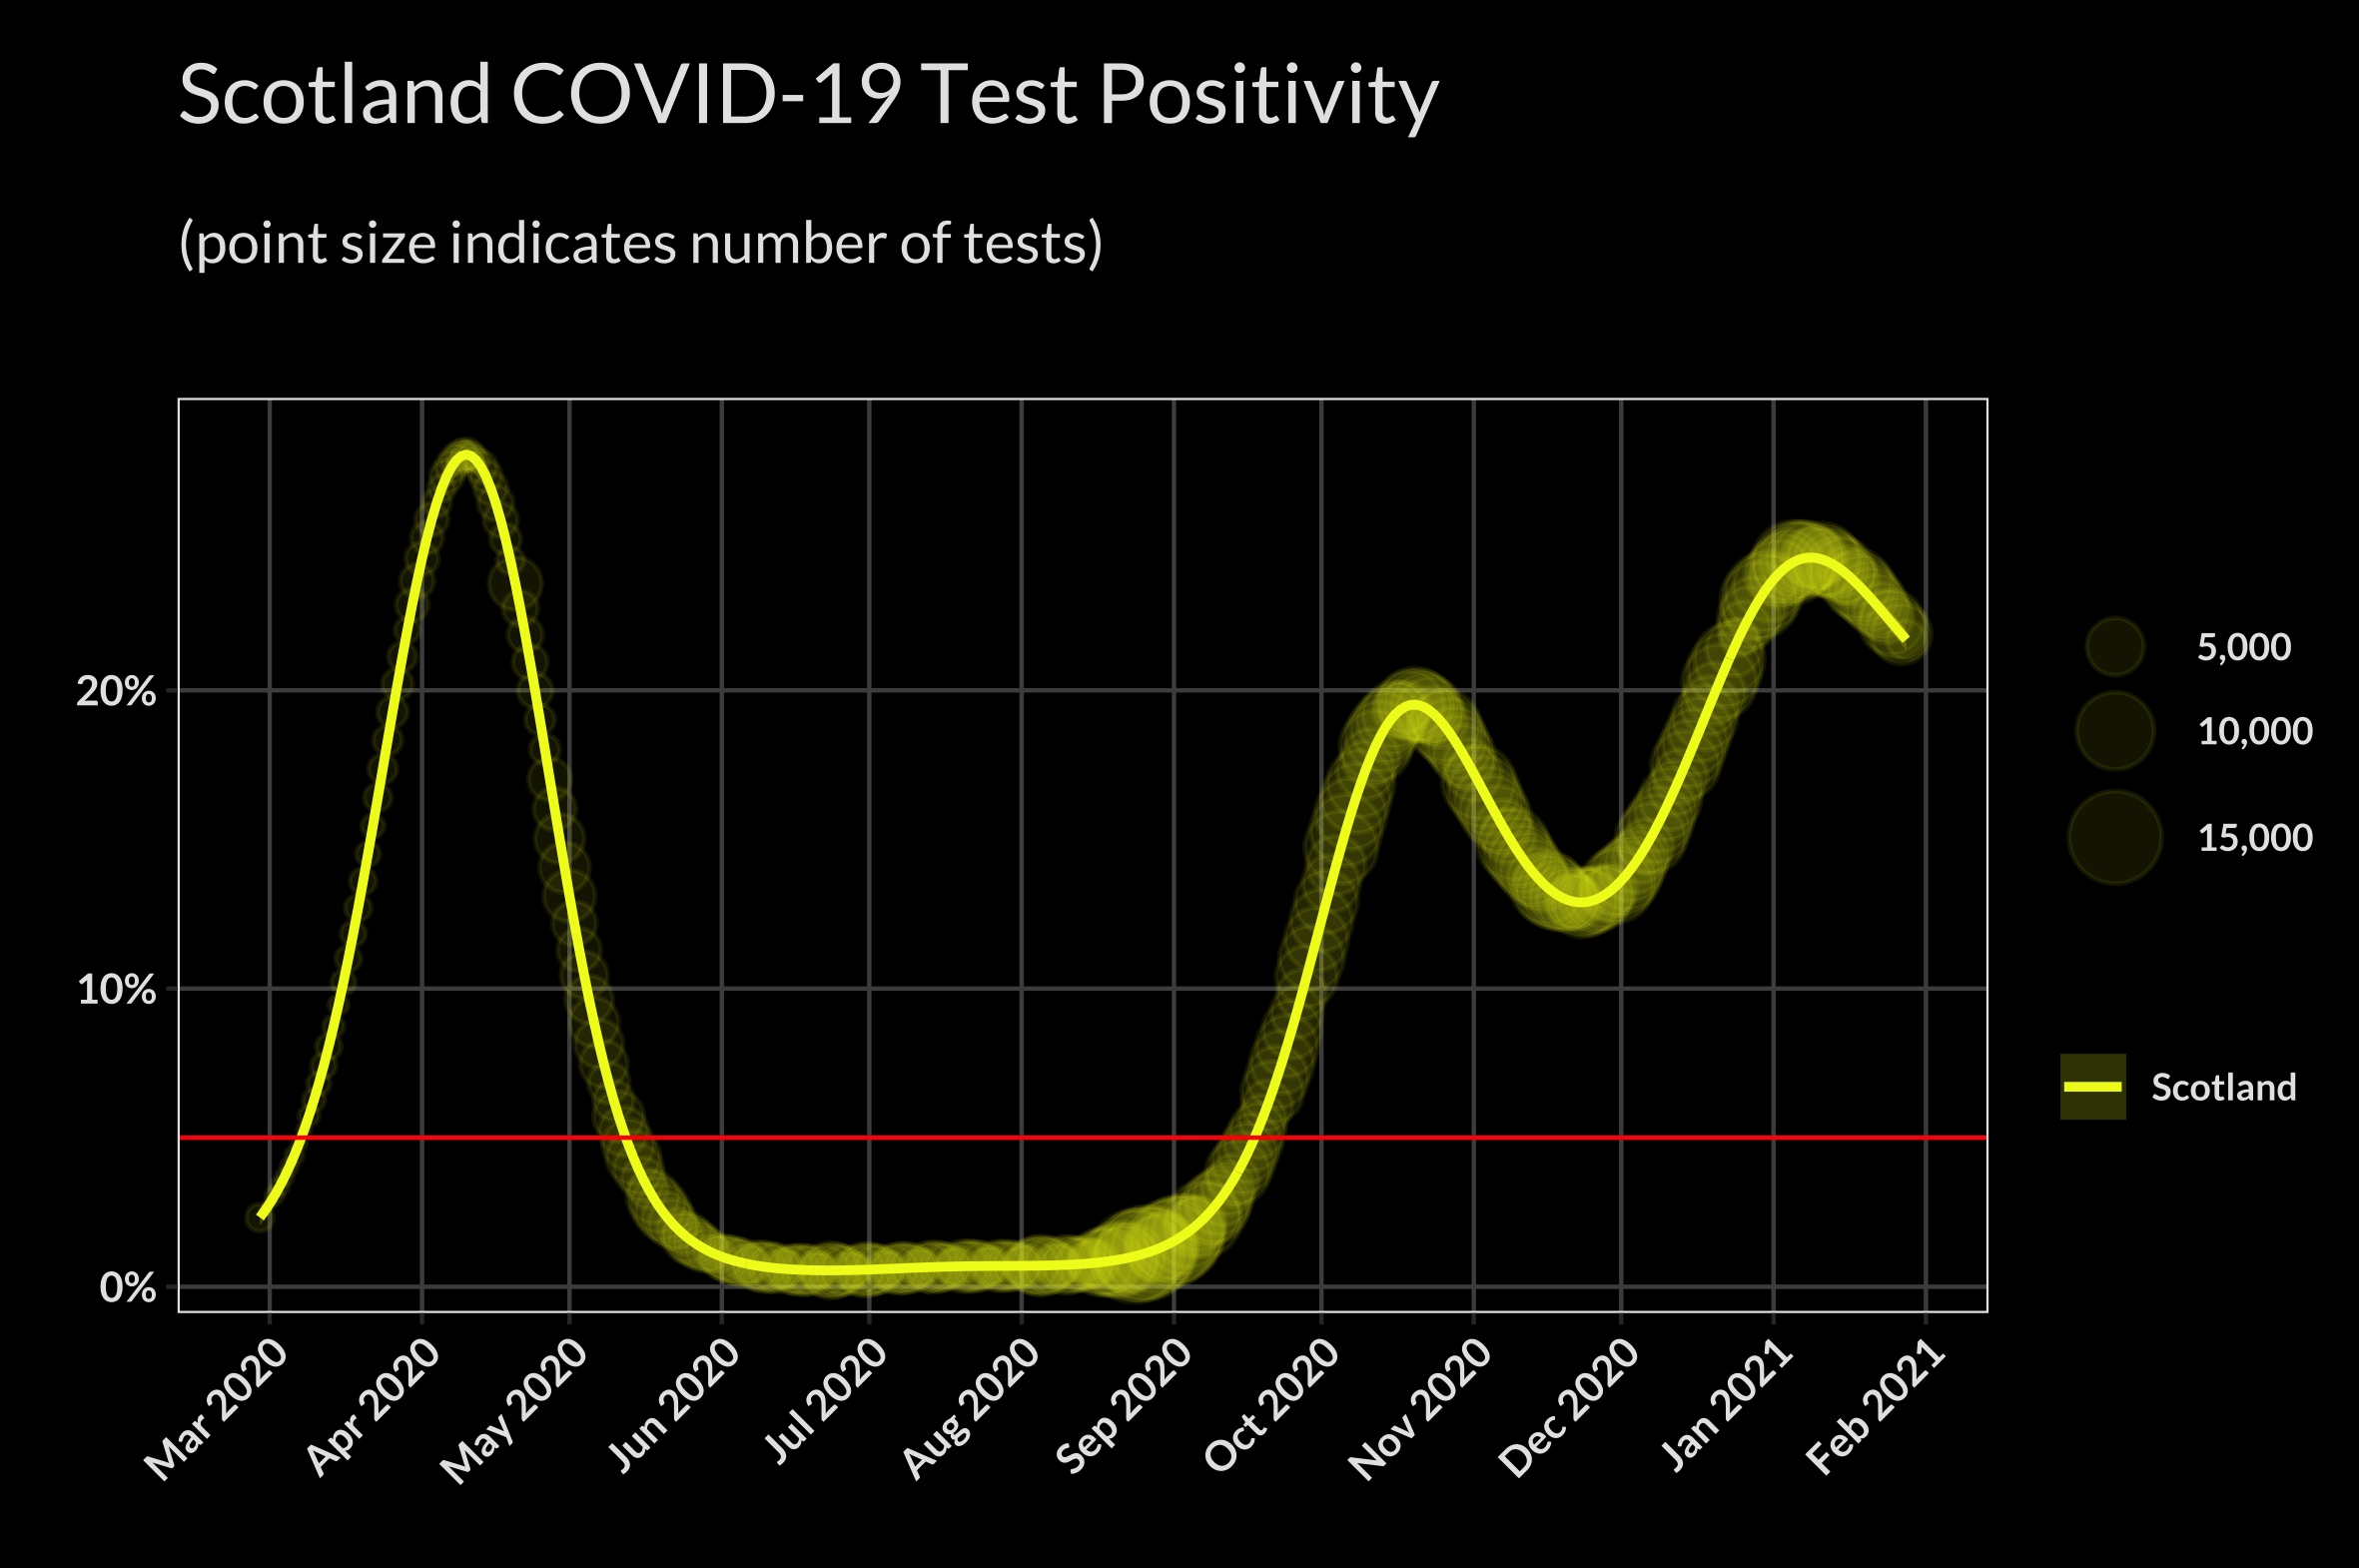 Scotland COVID-19 Test Positivity
(point size indicates number of tests)
20%
10%
0%
5,000
10,000
15,000
Scotland
Mar 2020
Apr 2020
May 2020
Jun 2020
Jul 2020
Aug 2020
Sep 2020
Oct 2020
Nov 2020
Dec 2020
Jan 2021
Feb 2021